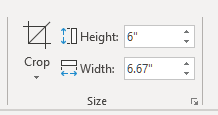 Height: 6"
Crop
Width: 6.67"
Size